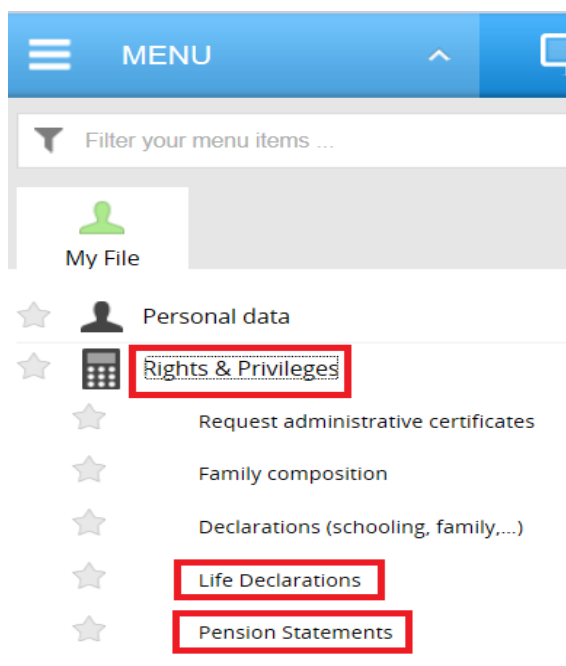 MENU
Filter your menu items ...
My File
Personal data
Rights & Privileges
Request administrative certificates
Family composition
Declarations (schooling, family,...)
Life Declarations
Pension Statements